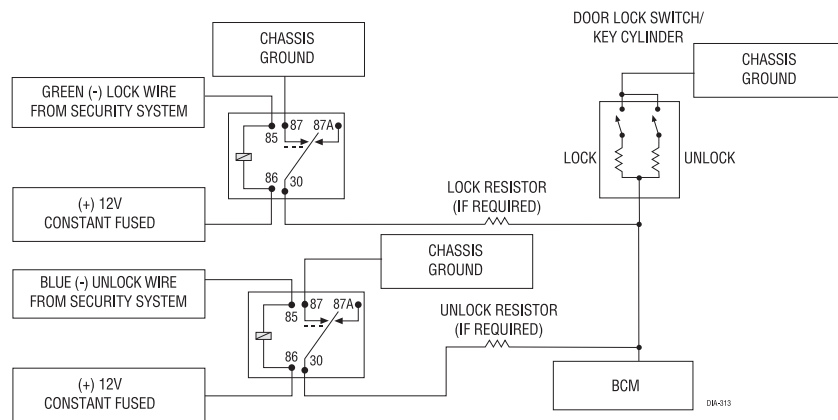 CHASSIS
GROUND
GREEN (-) LOCK WIRE
FROM SECURITY SYSTEM
85
87
87A
86
30
(+) 12V
CONSTANT FUSED
DOOR LOCK SWITCH/
KEY CYLINDER
CHASSIS
GROUND
LOCK
UNLOCK
LOCK RESISTOR
(IF REQUIRED)
CHASSIS
GROUND
BLUE (-) UNLOCK WIRE
FROM SECURITY SYSTEM
85
87
87A
86
30
UNLOCK RESISTOR
(IF REQUIRED)
(+) 12V
CONSTANT FUSED
BCM
DIA-313